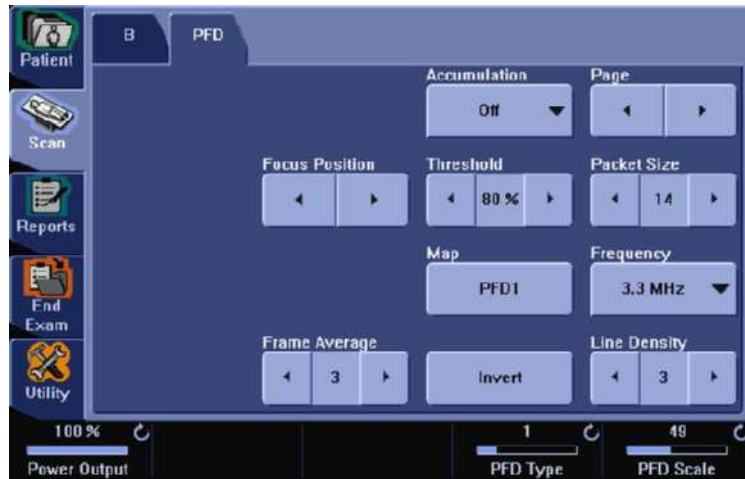 Patient
Scan
Reports
End
Exam
Utility
B
PFD
Accumulation
Off
Page
Focus Position
Threshold
80 %
Packet Size
14
Map
PFD1
Frequency
3.3 MHz
Frame Average
3
Invert
Line Density
3
100 %
Power Output
1
PFD Type
49
PFD Scale